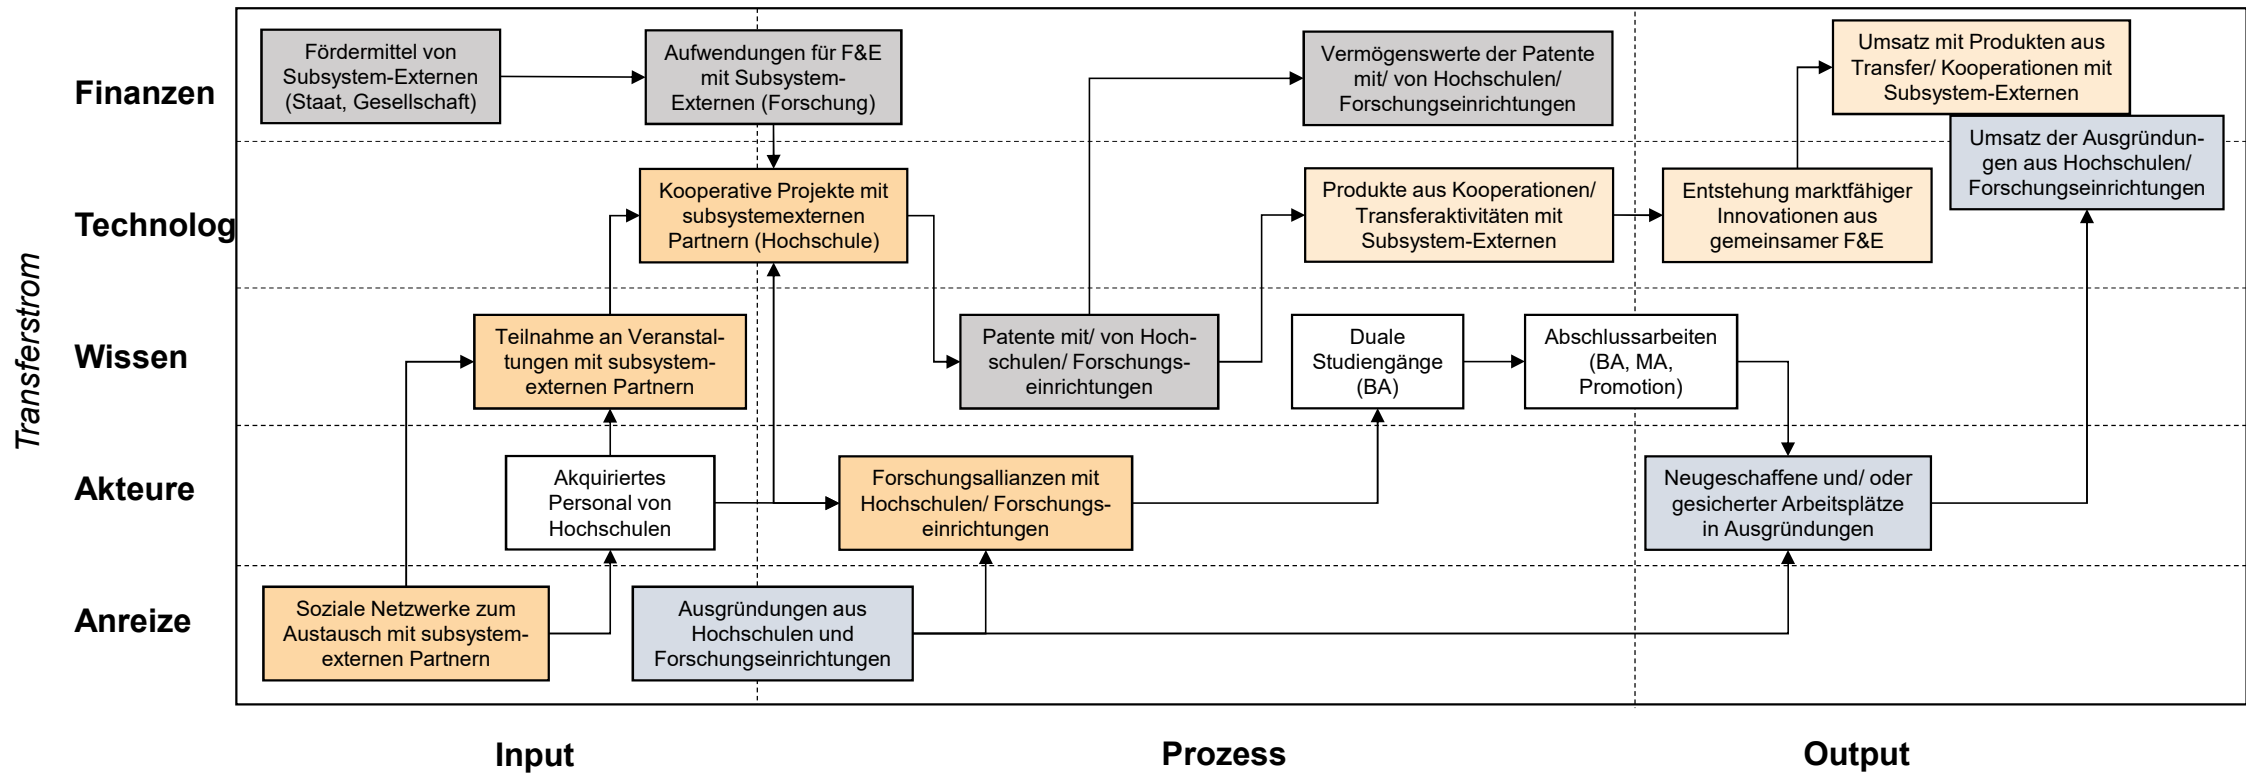 Transferstrom
Finanzen
Fördermittel von
Subsystem-Externen
(Staat, Gesellschaft)
Aufwendungen für F&E
mit Subsystem-
Externen (Forschung)
Vermögenswerte der Patente
mit/ von Hochschulen/
Forschungseinrichtungen
Umsatz mit Produkten aus
Transfer/ Kooperationen mit
Subsystem-Externen
Umsatz der Ausgründun-
gen aus Hochschulen/
Forschungseinrichtungen
Technolog
Kooperative Projekte mit
subsystemexternen
Partnern (Hochschule)
Produkte aus Kooperationen/
Transferaktivitäten mit
Subsystem-Externen
Entstehung marktfähiger
Innovationen aus
gemeinsamer F&E
Wissen
Teilnahme an Veranstal-
tungen mit subsystem-
externen Partnern
Patente mit/ von Hoch-
schulen/ Forschungs-
einrichtungen
Duale
Studiengänge
(BA)
Abschlussarbeiten
(BA, MA,
Promotion)
Akteure
Akquiriertes
Personal von
Hochschulen
Forschungsallianzen mit
Hochschulen/ Forschungs-
einrichtungen
Neugeschaffene und/ oder
gesicherter Arbeitsplätze
in Ausgründungen
Anreize
Soziale Netzwerke zum
Austausch mit subsystem-
externen Partnern
Ausgründungen aus
Hochschulen und
Forschungseinrichtungen
Input
Prozess
Output